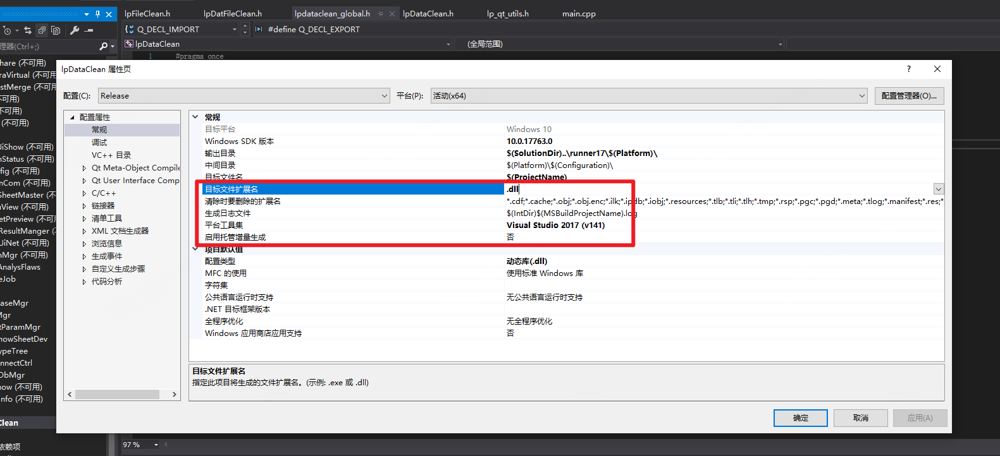 lpFileClean.h lpDatFileClean.h lpdataclean_global.h lpDataClean.h lp_qt_utils.h main.cpp
Q_DECL_IMPORT #define Q_DECL_EXPORT
理器(Ctrl+;) lpDataClean (全局范围)
1 #pragma once
hare (不可用)
raVirtual (不可用
stMerge (不可用
不可用)
不可用)
(不可用)
JiShow (不可用)
nStatus (不可用)
fig (不可用)
nCom (不可用)
SheetMaster (不可用
uView (不可用)
etPreview (不可用
ResultManger (不
UiNet (不可用)
nMgr (不可用)
AnalysFlaws
eJob
aseMgr
Mgr
tParamMgr
howSheetDev
ypeTree
nnectCtrl
DbMgr
how (不可用)
nfo (不可用)
Clean
依赖项
lpDataClean 属性页 ?
配置(C): Release 平台(P): 活动(x64) 配置管理器(O)...
配置属性
常规
调试
VC++ 目录
Qt Meta-Object Compile
Qt User Interface Comp
C/C++
链接器
清单工具
XML 文档生成器
浏览信息
生成事件
自定义生成步骤
代码分析
常规
目标平台 Windows 10
Windows SDK 版本 10.0.17763.0
输出目录 $(SolutionDir)..\runner17\$(Platform)\
中间目录 $(Platform)\$(Configuration)\
目标文件名 $(ProjectName)
目标文件扩展名 .dll
清除时要删除的扩展名 *.cdf;*.cache;*.obj;*.obj.enc;*.ilk;*.ipdb;*.iobj;*.resources;*.tlb;*.tli;*.tlh;*.tmp;*.rsp;*.pgc;*.pgd;*.meta;*.tlog;*.manifest;*.res;*
生成日志文件 $(IntDir)$(MSBuildProjectName).log
平台工具集 Visual Studio 2017 (v141)
启用托管增量生成 否
项目默认值
配置类型 动态库(.dll)
MFC 的使用 使用标准 Windows 库
字符集
公共语言运行时支持 无公共语言运行时支持
.NET 目标框架版本
全程序优化 无全程序优化
Windows 应用商店应用支持 否
目标文件扩展名
指定此项目将生成的文件扩展名。(示例: .exe 或 .dll)
确定 取消 应用(A)
97 %